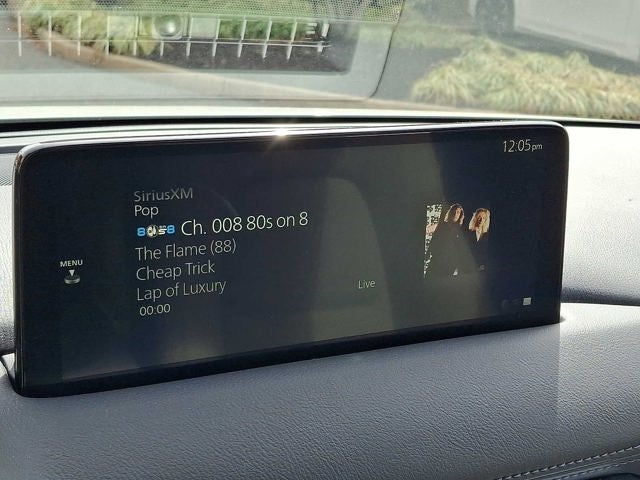 12:05pm
SiriusXM
Pop
80s8 Ch. 008 80s on 8
The Flame (88)
Cheap Trick
Lap of Luxury
Live
00:00
MENU